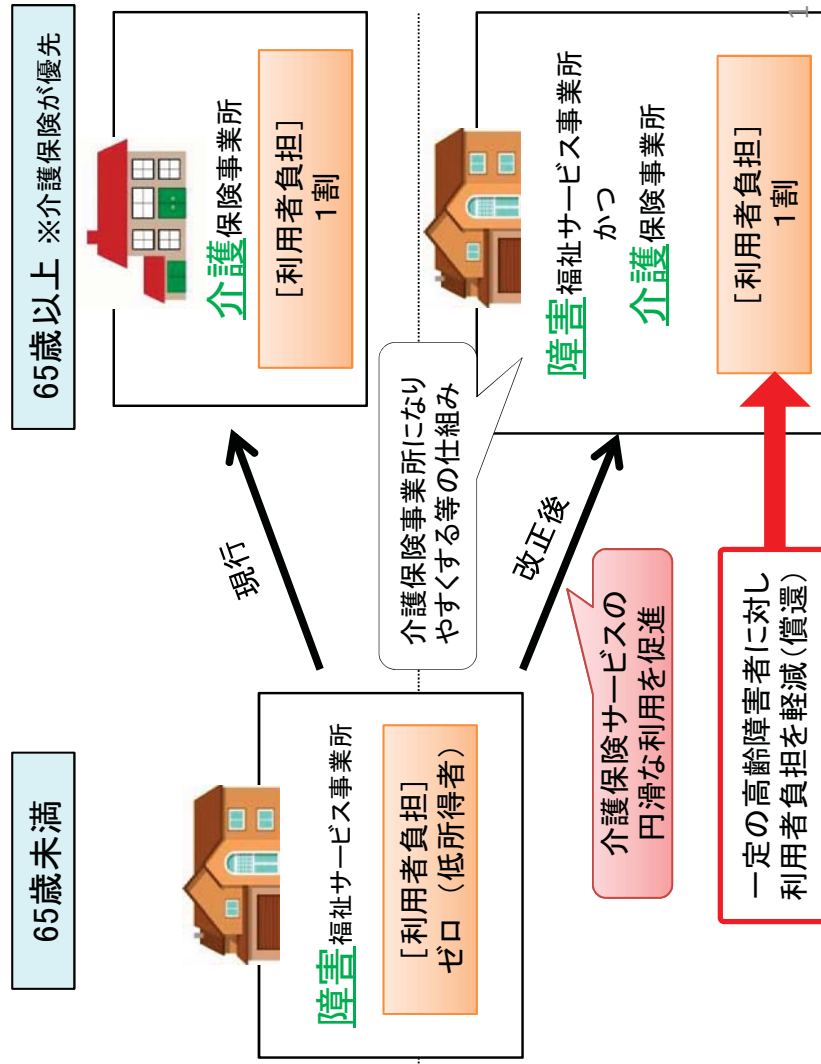 65歳未満
65歳以上 ※介護保険が優先
障害福祉サービス事業所
[利用者負担]
ゼロ（低所得者）
現行
介護保険事業所
[利用者負担]
1割
介護保険事業所になり
やすくする等の仕組み
改正後
介護保険サービスの
円滑な利用を促進
障害福祉サービス事業所
かつ
介護保険事業所
[利用者負担]
1割
一定の高齢障害者に対し
利用者負担を軽減（償還）
1